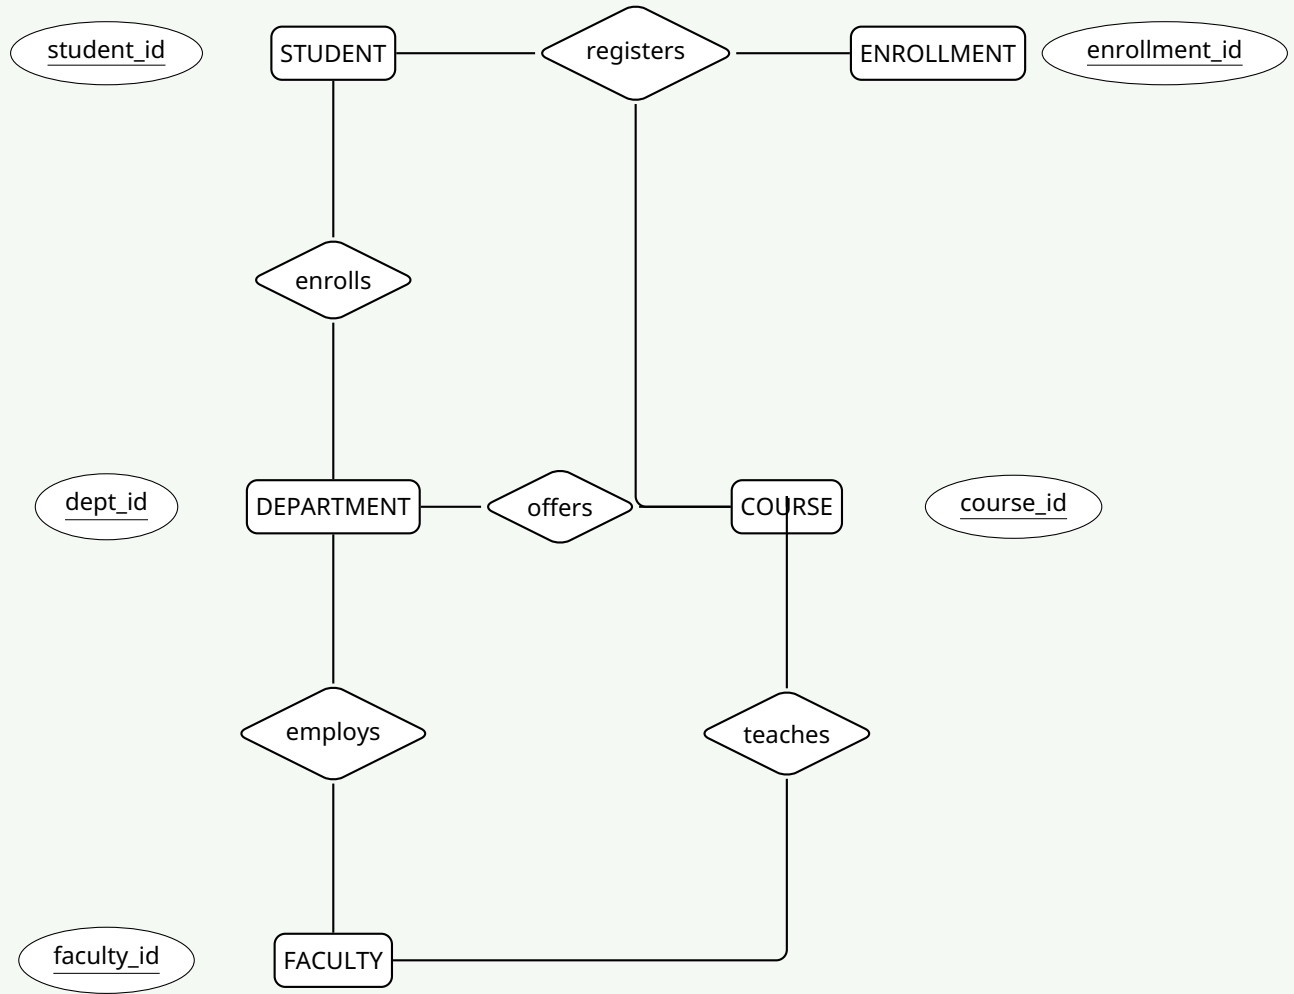 student_id
STUDENT
registers
ENROLLMENT
enrollment_id
enrolls
dept_id
DEPARTMENT
offers
COURSE
course_id
employs
teaches
faculty_id
FACULTY